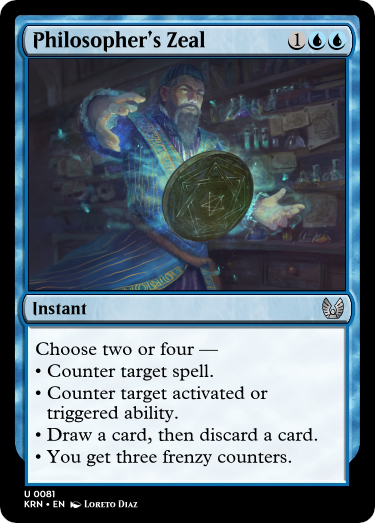 Philosopher's Zeal 1
Instant
Choose two or four —
• Counter target spell.
• Counter target activated or
triggered ability.
• Draw a card, then discard a card.
• You get three frenzy counters.
U 0081
KRN • EN Loreto Diaz